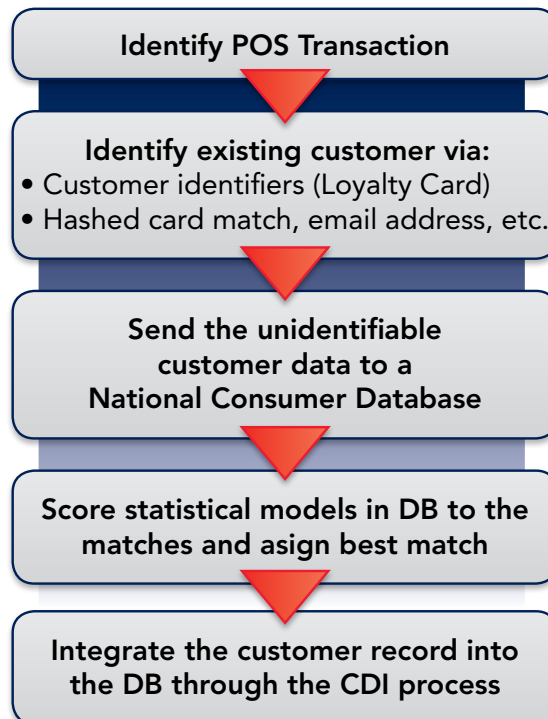 Identify POS Transaction
Identify existing customer via:
• Customer identifiers (Loyalty Card)
• Hashed card match, email address, etc.
Send the unidentifiable
customer data to a
National Consumer Database
Score statistical models in DB to the
matches and asign best match
Integrate the customer record into
the DB through the CDI process